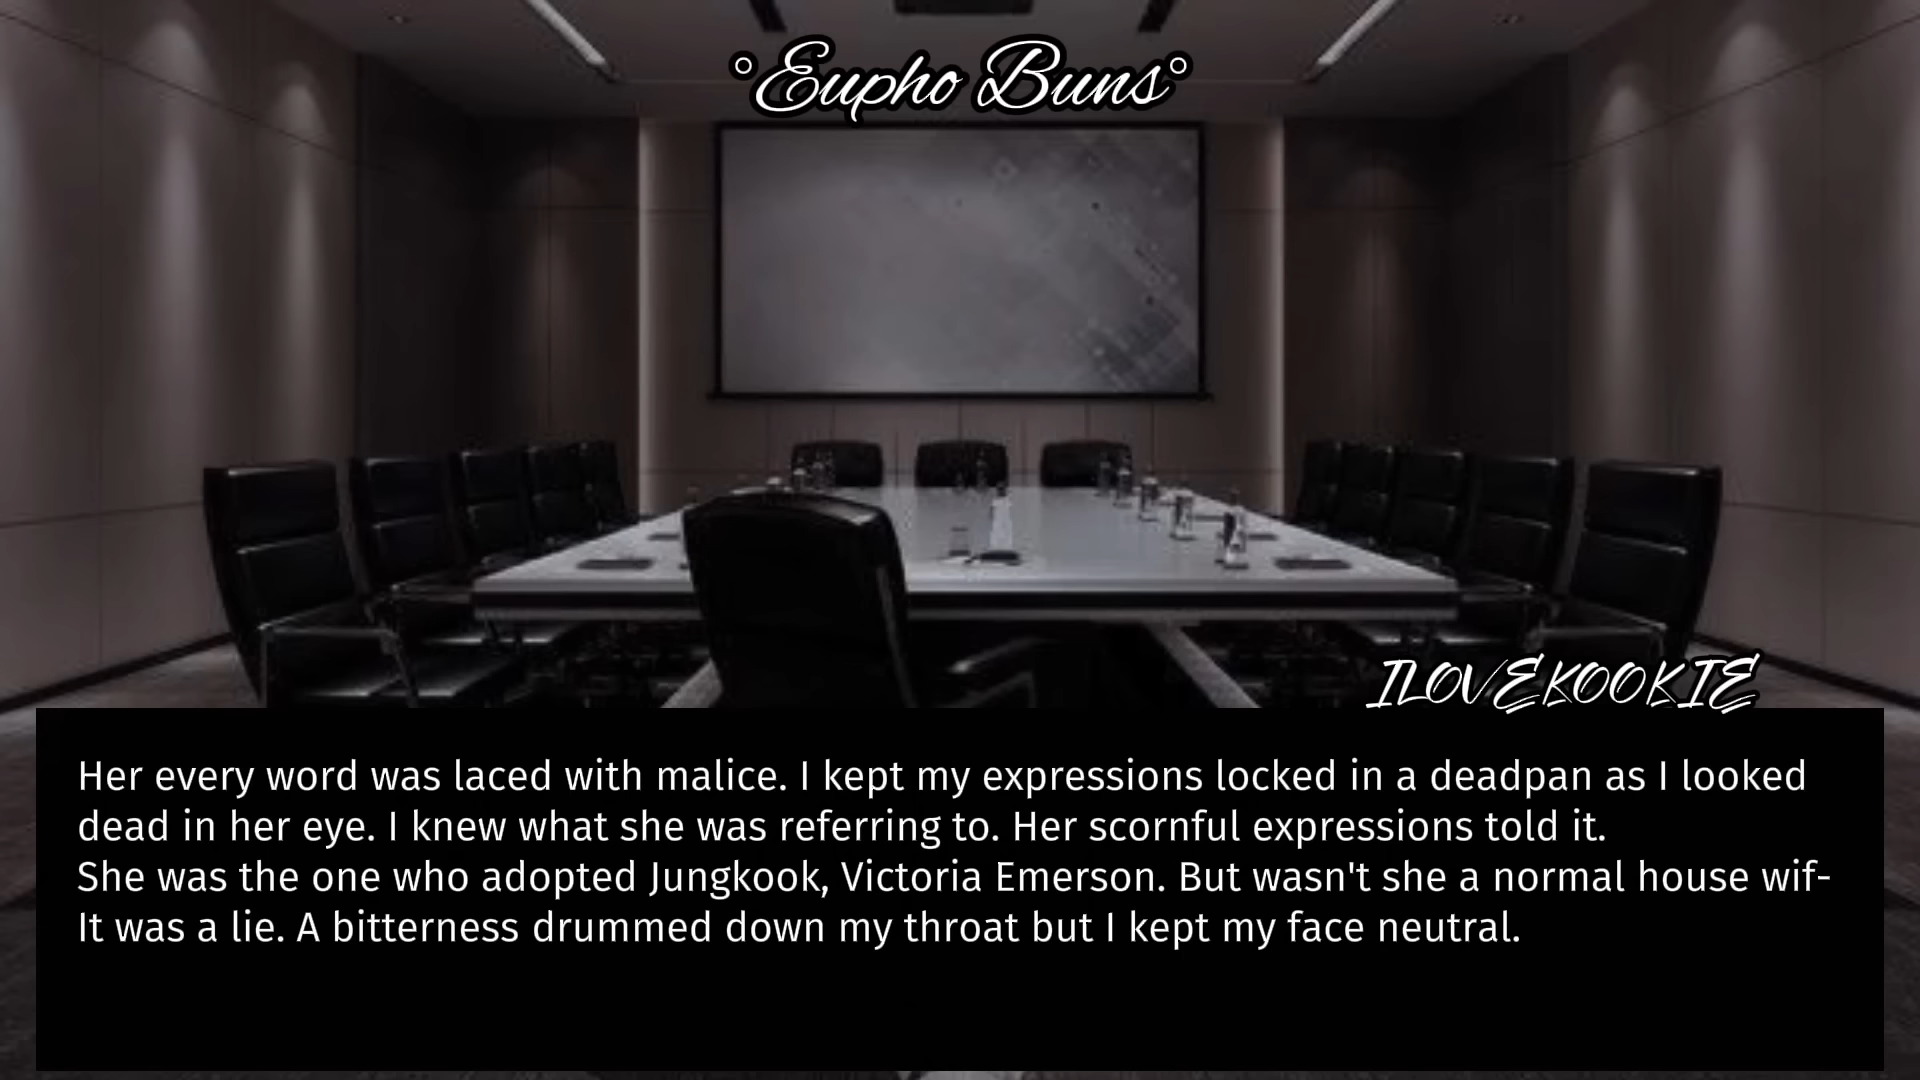 °Eupho Buns°
ILOVEKOOKIE
Her every word was laced with malice. I kept my expressions locked in a deadpan as I looked
dead in her eye. I knew what she was referring to. Her scornful expressions told it.
She was the one who adopted Jungkook, Victoria Emerson. But wasn't she a normal house wif-
It was a lie. A bitterness drummed down my throat but I kept my face neutral.